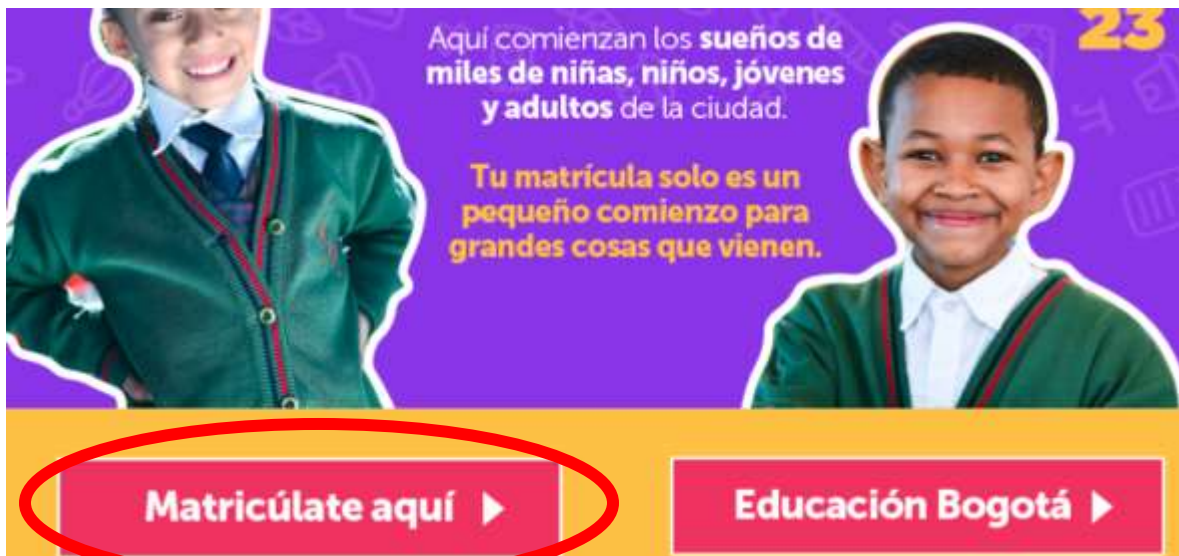 23
Aquí comienzan los sueños de
miles de niñas, niños, jóvenes
y adultos de la ciudad.
Tu matrícula solo es un
pequeño comienzo para
grandes cosas que vienen.
Matricúlate aquí
Educación Bogotá